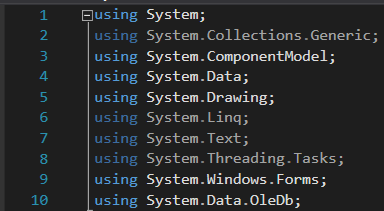 1 using System;
2 using System.Collections.Generic;
3 using System.ComponentModel;
4 using System.Data;
5 using System.Drawing;
6 using System.Linq;
7 using System.Text;
8 using System.Threading.Tasks;
9 using System.Windows.Forms;
10 using System.Data.OleDb;